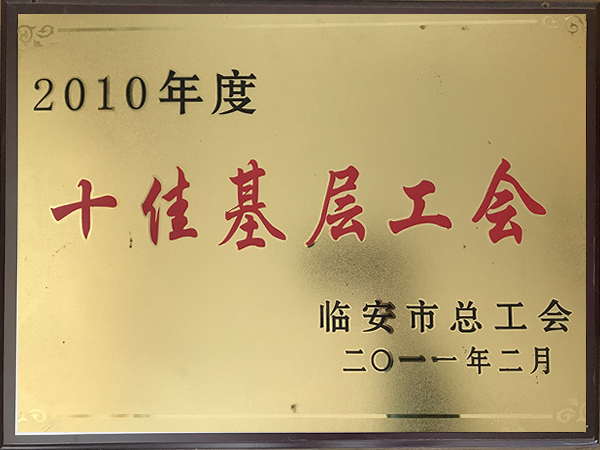 2010年度
十佳基层工会
临安市总工会
二〇一一年二月